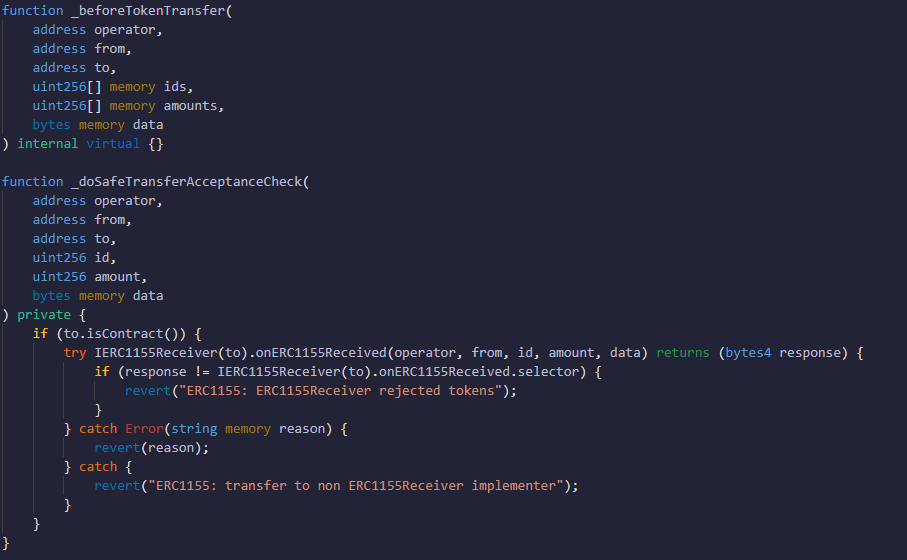 function _beforeTokenTransfer(
    address operator,
    address from,
    address to,
    uint256[] memory ids,
    uint256[] memory amounts,
    bytes memory data
) internal virtual {}

function _doSafeTransferAcceptanceCheck(
    address operator,
    address from,
    address to,
    uint256 id,
    uint256 amount,
    bytes memory data
) private {
    if (to.isContract()) {
        try IERC1155Receiver(to).onERC1155Received(operator, from, id, amount, data) returns (bytes4 response) {
            if (response != IERC1155Receiver(to).onERC1155Received.selector) {
                revert("ERC1155: ERC1155Receiver rejected tokens");
            }
        } catch Error(string memory reason) {
            revert(reason);
        } catch {
            revert("ERC1155: transfer to non ERC1155Receiver implementer");
        }
    }
}